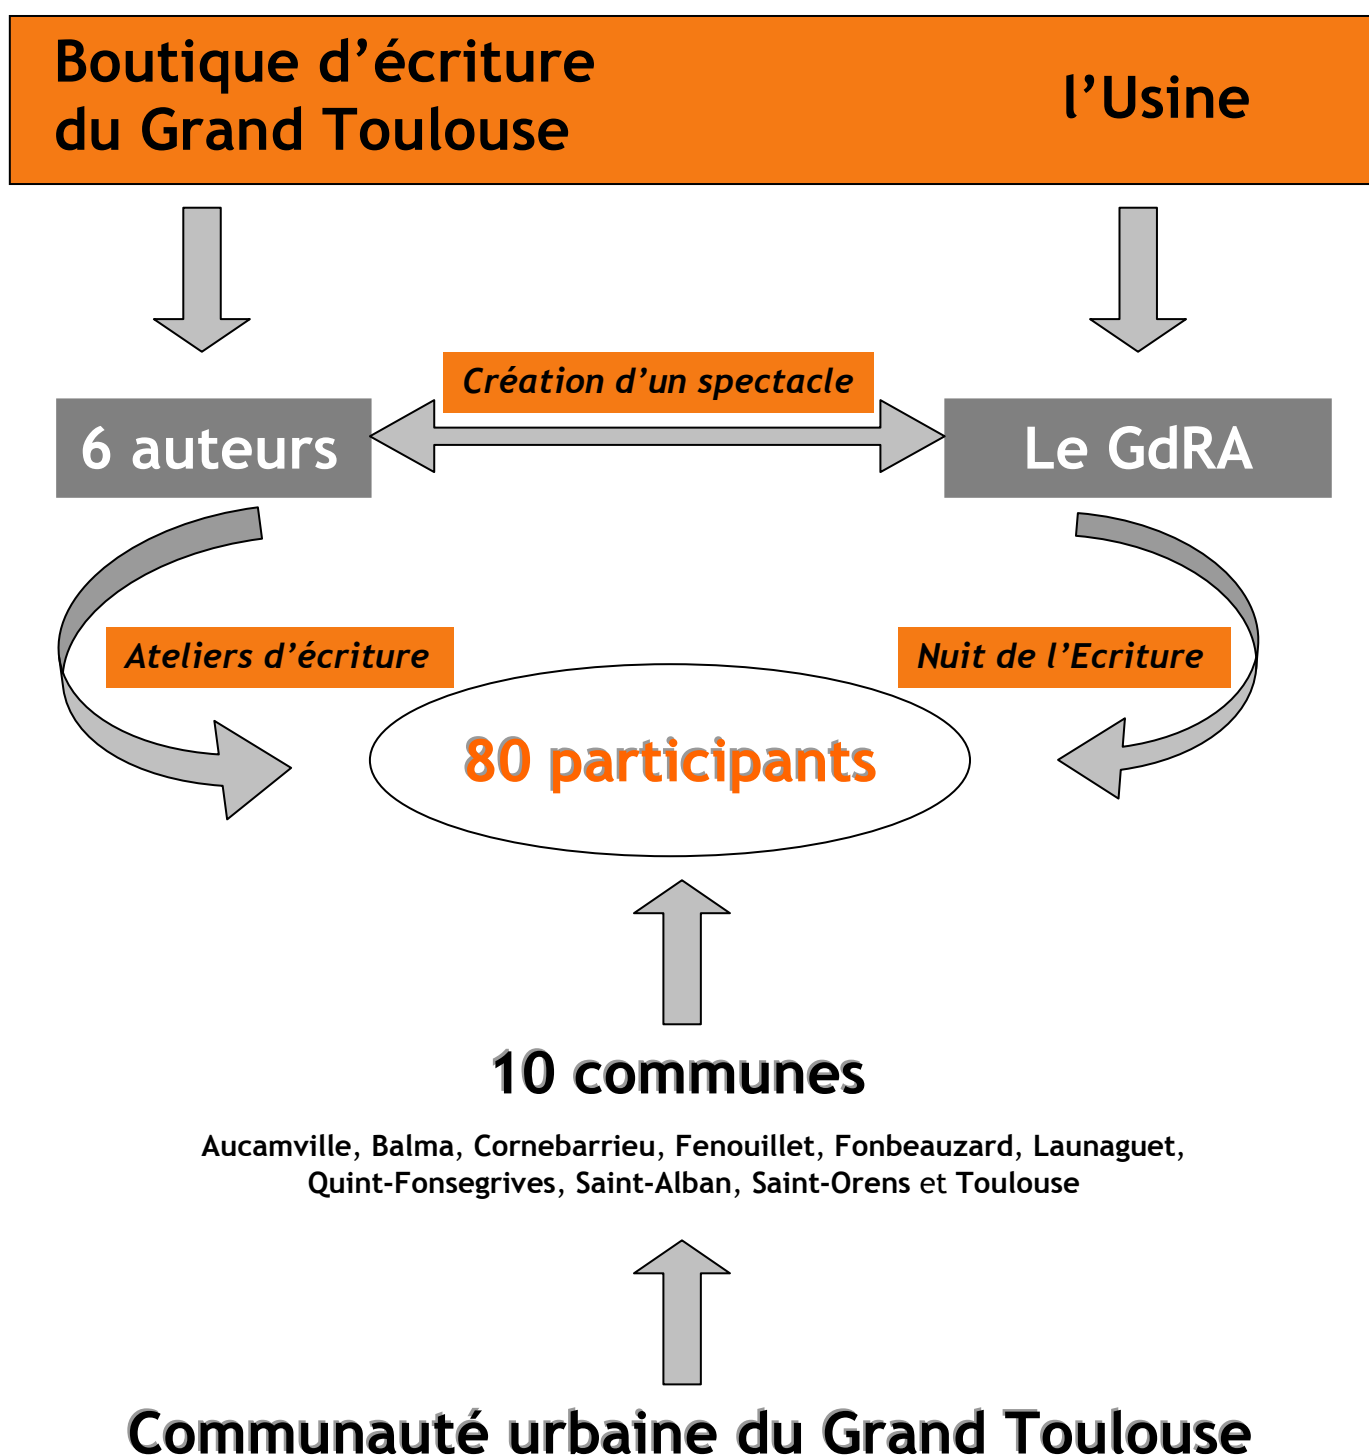 Boutique d’écriture
du Grand Toulouse
l’Usine
Création d’un spectacle
6 auteurs
Le GdRA
Ateliers d’écriture
Nuit de l’Ecriture
80 participants
10 communes
Aucamville, Balma, Cornebarrieu, Fenouillet, Fonbeauzard, Launaguet,
Quint-Fonsegrives, Saint-Alban, Saint-Orens et Toulouse
Communauté urbaine du Grand Toulouse